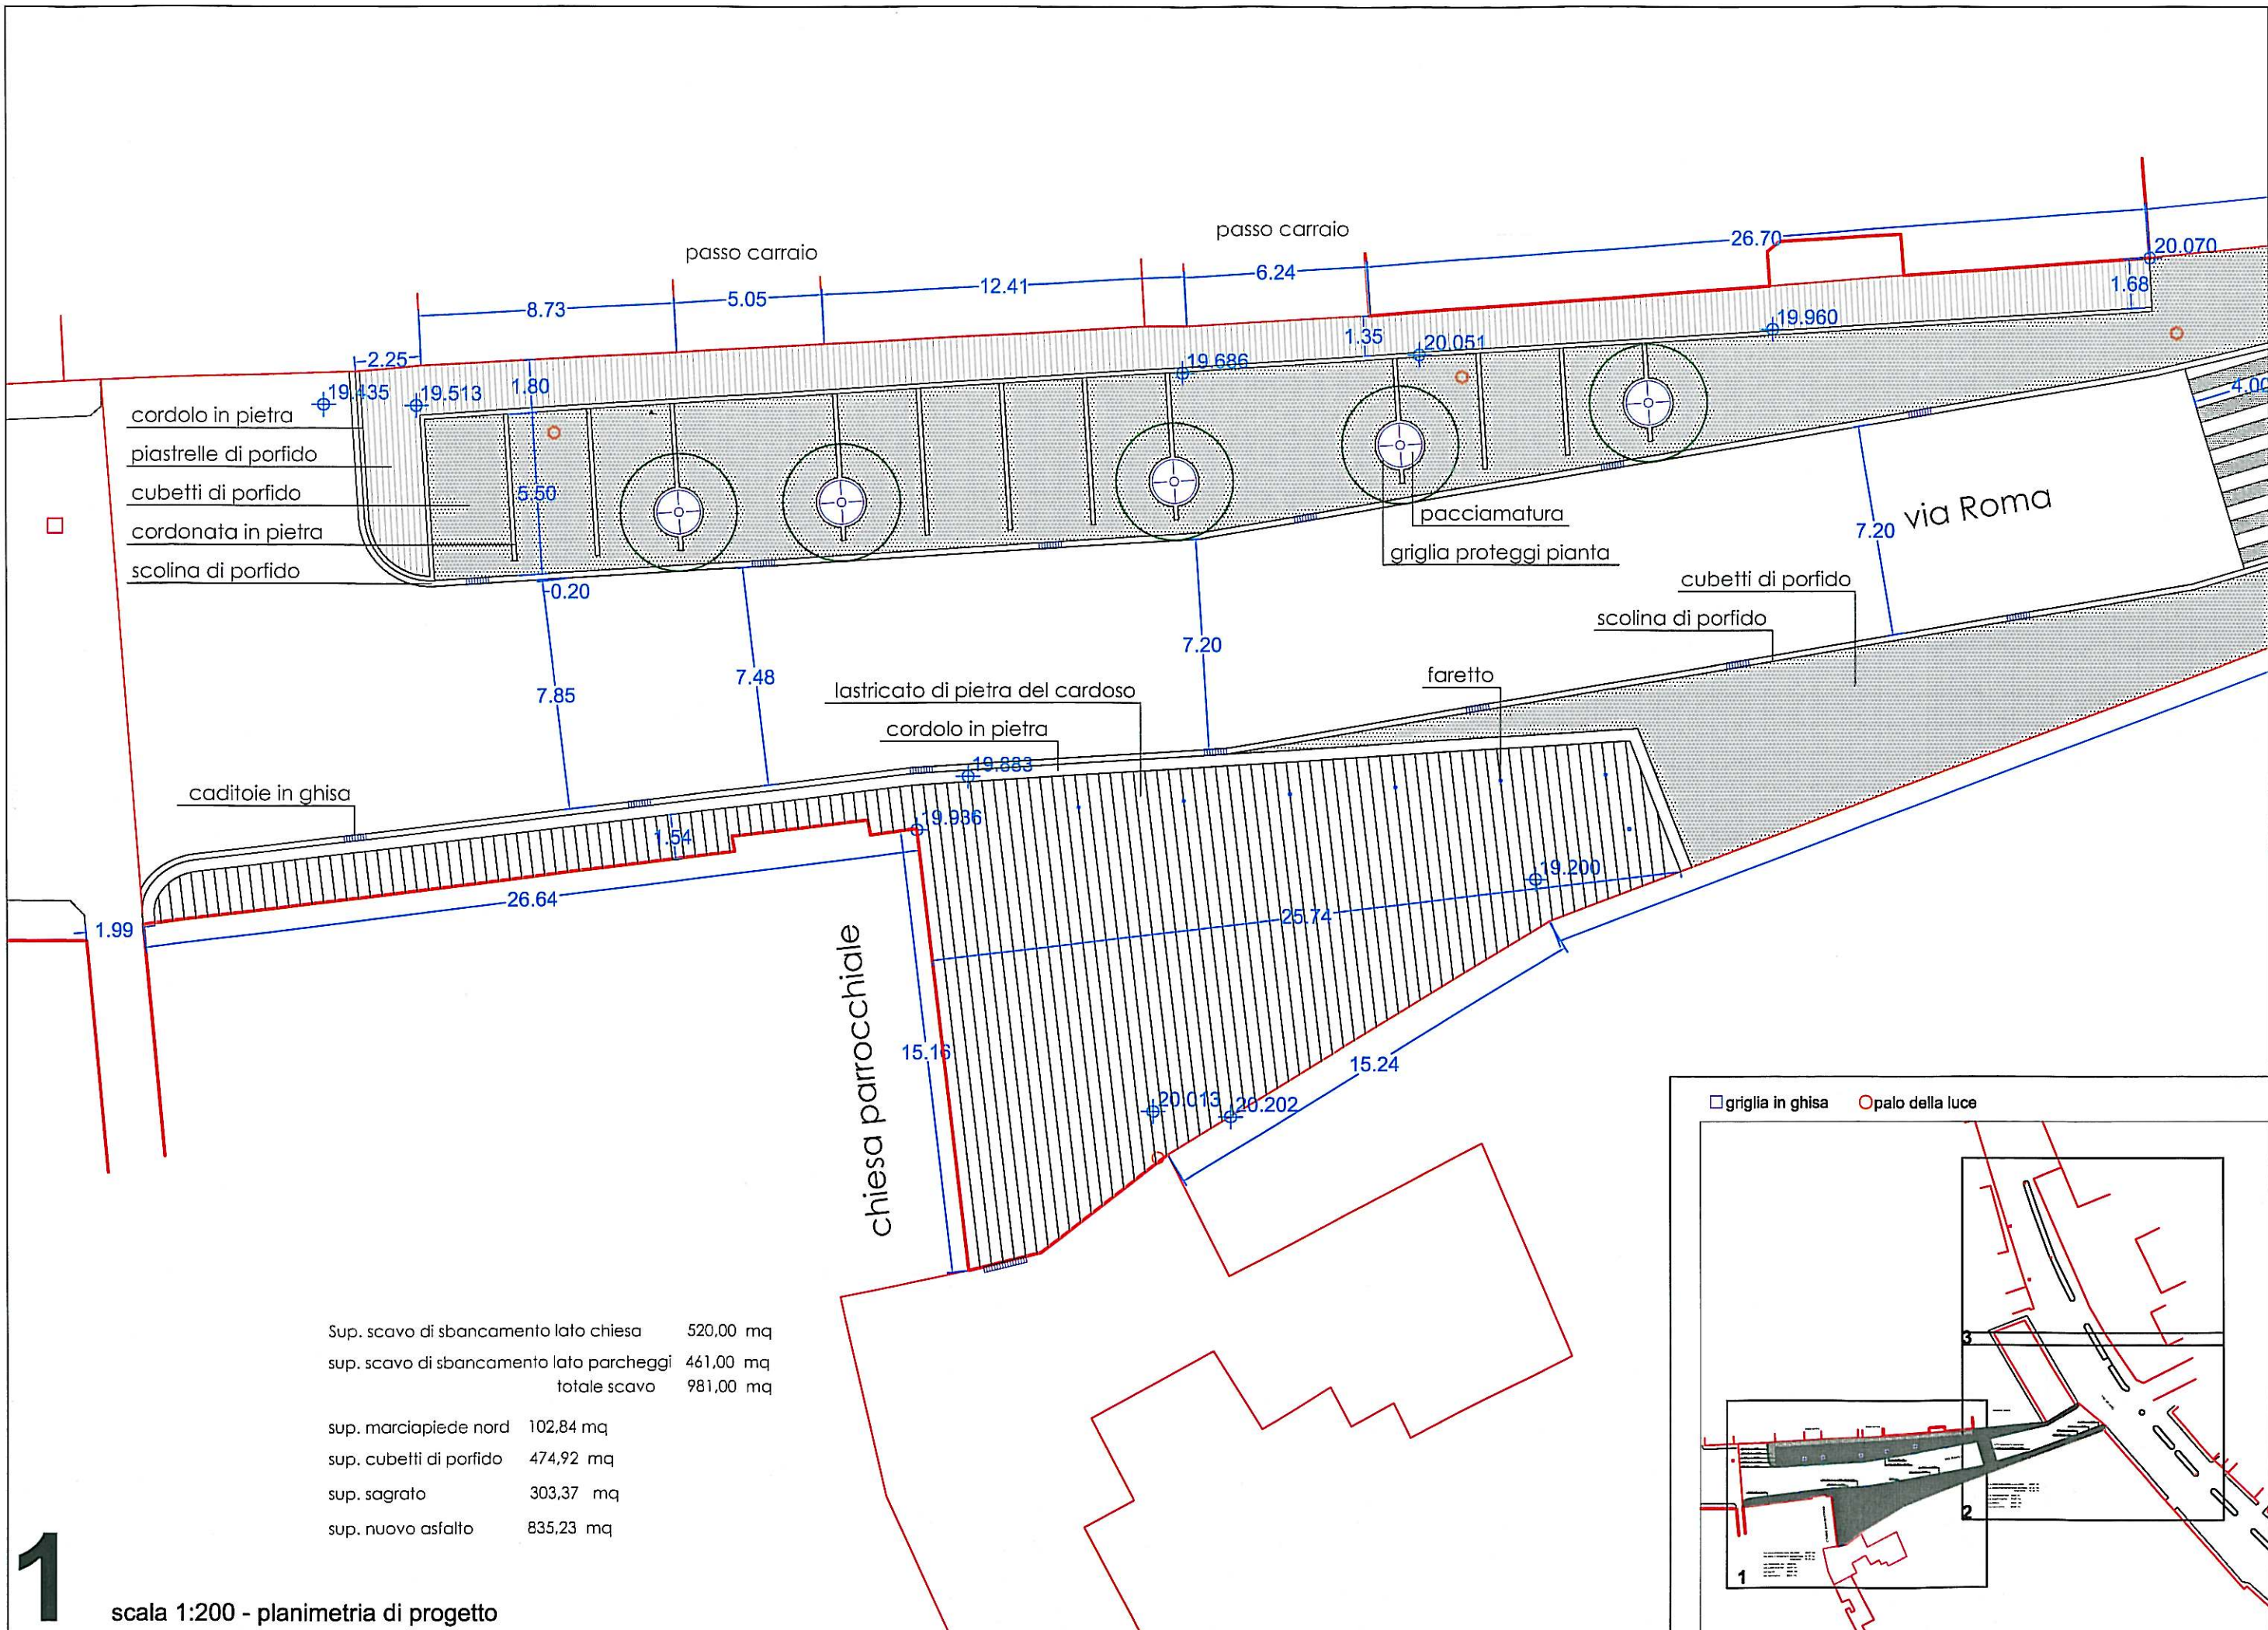 passo carraio
passo carraio
26.70
20.070
6.24
12.41
5.05
8.73
1.68
19.960
1.35
20.051
19.686
2.25
1.80
19.435
19.513
4.00
cordolo in pietra
piastrelle di porfido
cubetti di porfido
5.50
cordonata in pietra
scolina di porfido
0.20
pacciamatura
griglia proteggi pianta
via Roma
7.20
cubetti di porfido
scolina di porfido
7.20
7.48
7.85
lastricato di pietra del cardoso
faretto
cordolo in pietra
19.883
caditoie in ghisa
19.936
1.54
19.200
26.64
25.74
1.99
chiesa parrocchiale
15.16
15.24
20.013
20.202
griglia in ghisa
palo della luce
Sup. scavo di sbancamento lato chiesa 520,00 mq
sup. scavo di sbancamento lato parcheggi 461,00 mq
totale scavo 981,00 mq
sup. marciapiede nord 102,84 mq
sup. cubetti di porfido 474,92 mq
sup. sagrato 303,37 mq
sup. nuovo asfalto 835,23 mq
3
2
1
1
scala 1:200 - planimetria di progetto